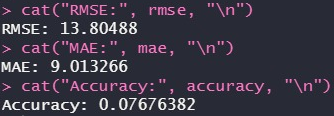 > cat("RMSE:", rmse, "\n")
RMSE: 13.80488
> cat("MAE:", mae, "\n")
MAE: 9.013266
> cat("Accuracy:", accuracy, "\n")
Accuracy: 0.07676382